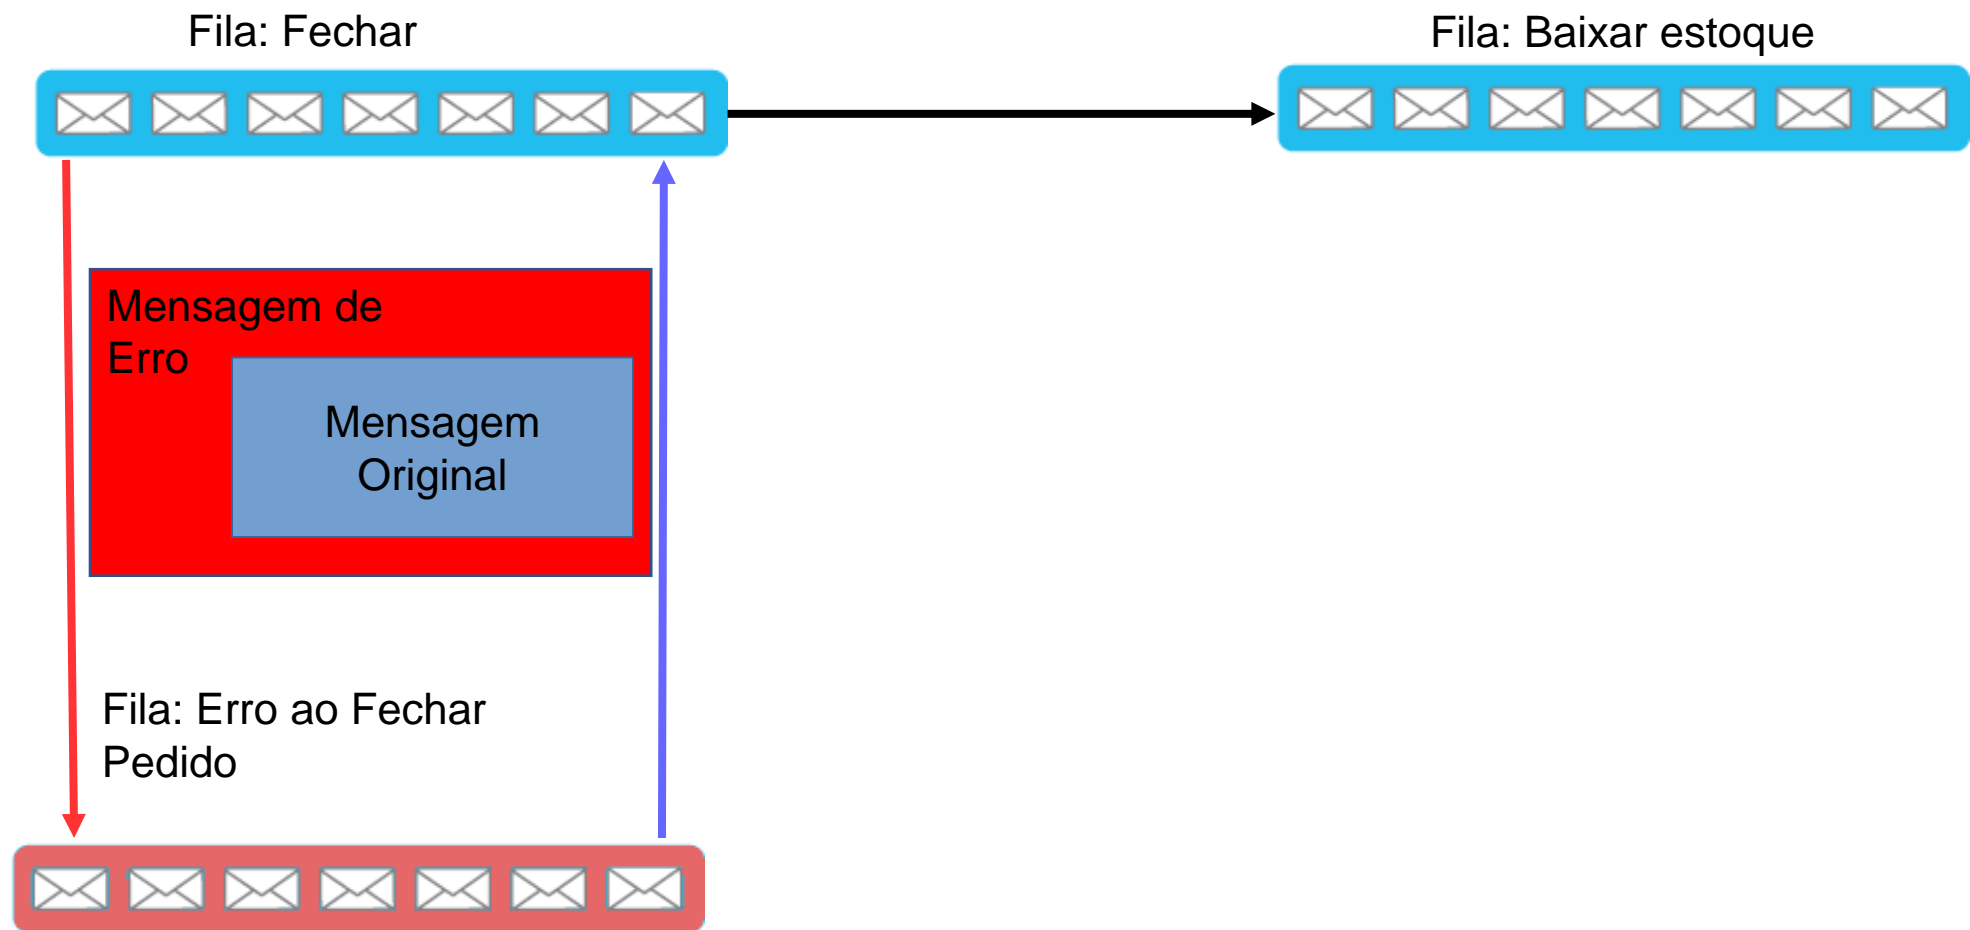 Fila: Fechar
Fila: Baixar estoque
Mensagem de
Erro
Mensagem
Original
Fila: Erro ao Fechar
Pedido